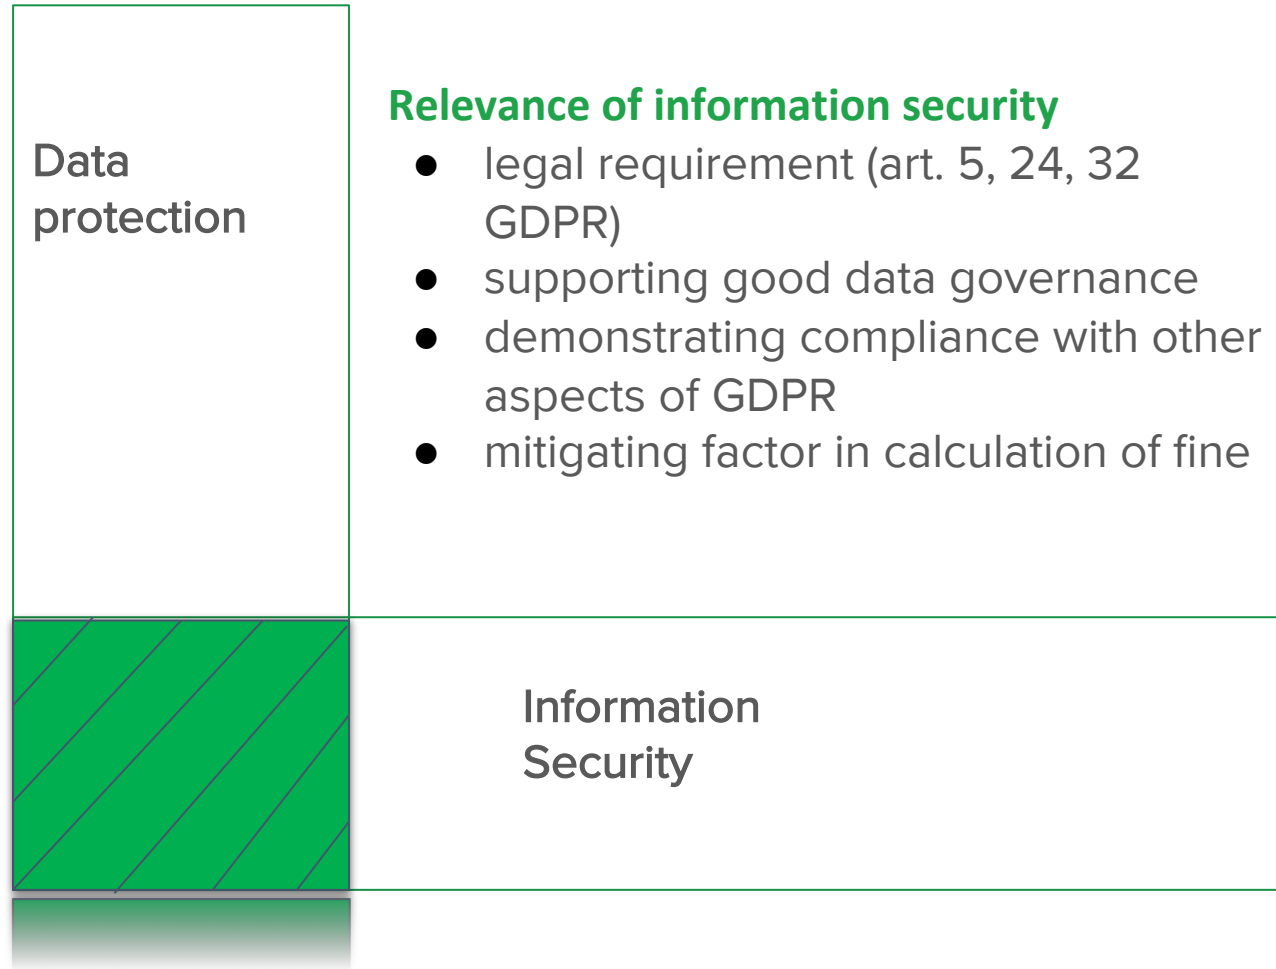 Relevance of information security
Data
protection
● legal requirement (art. 5, 24, 32
GDPR)
● supporting good data governance
● demonstrating compliance with other
aspects of GDPR
● mitigating factor in calculation of fine
Information
Security